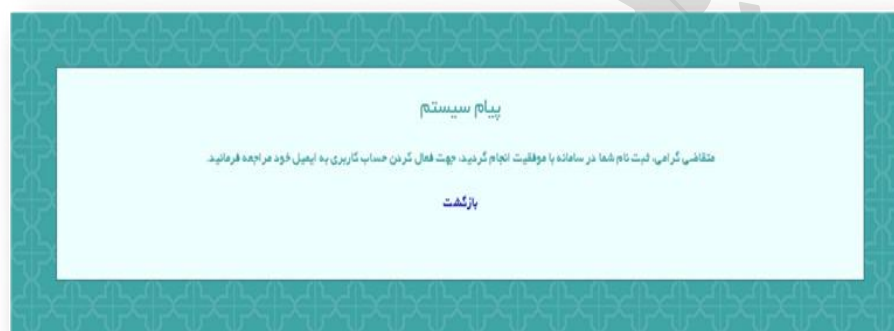 پیام سیستم
متقاضی گرامی، ثبت نام شما در سامانه با موفقیت انجام گردید، جهت فعال کردن حساب کاربری به ایمیل خود مراجعه فرمائید.
بازگشت